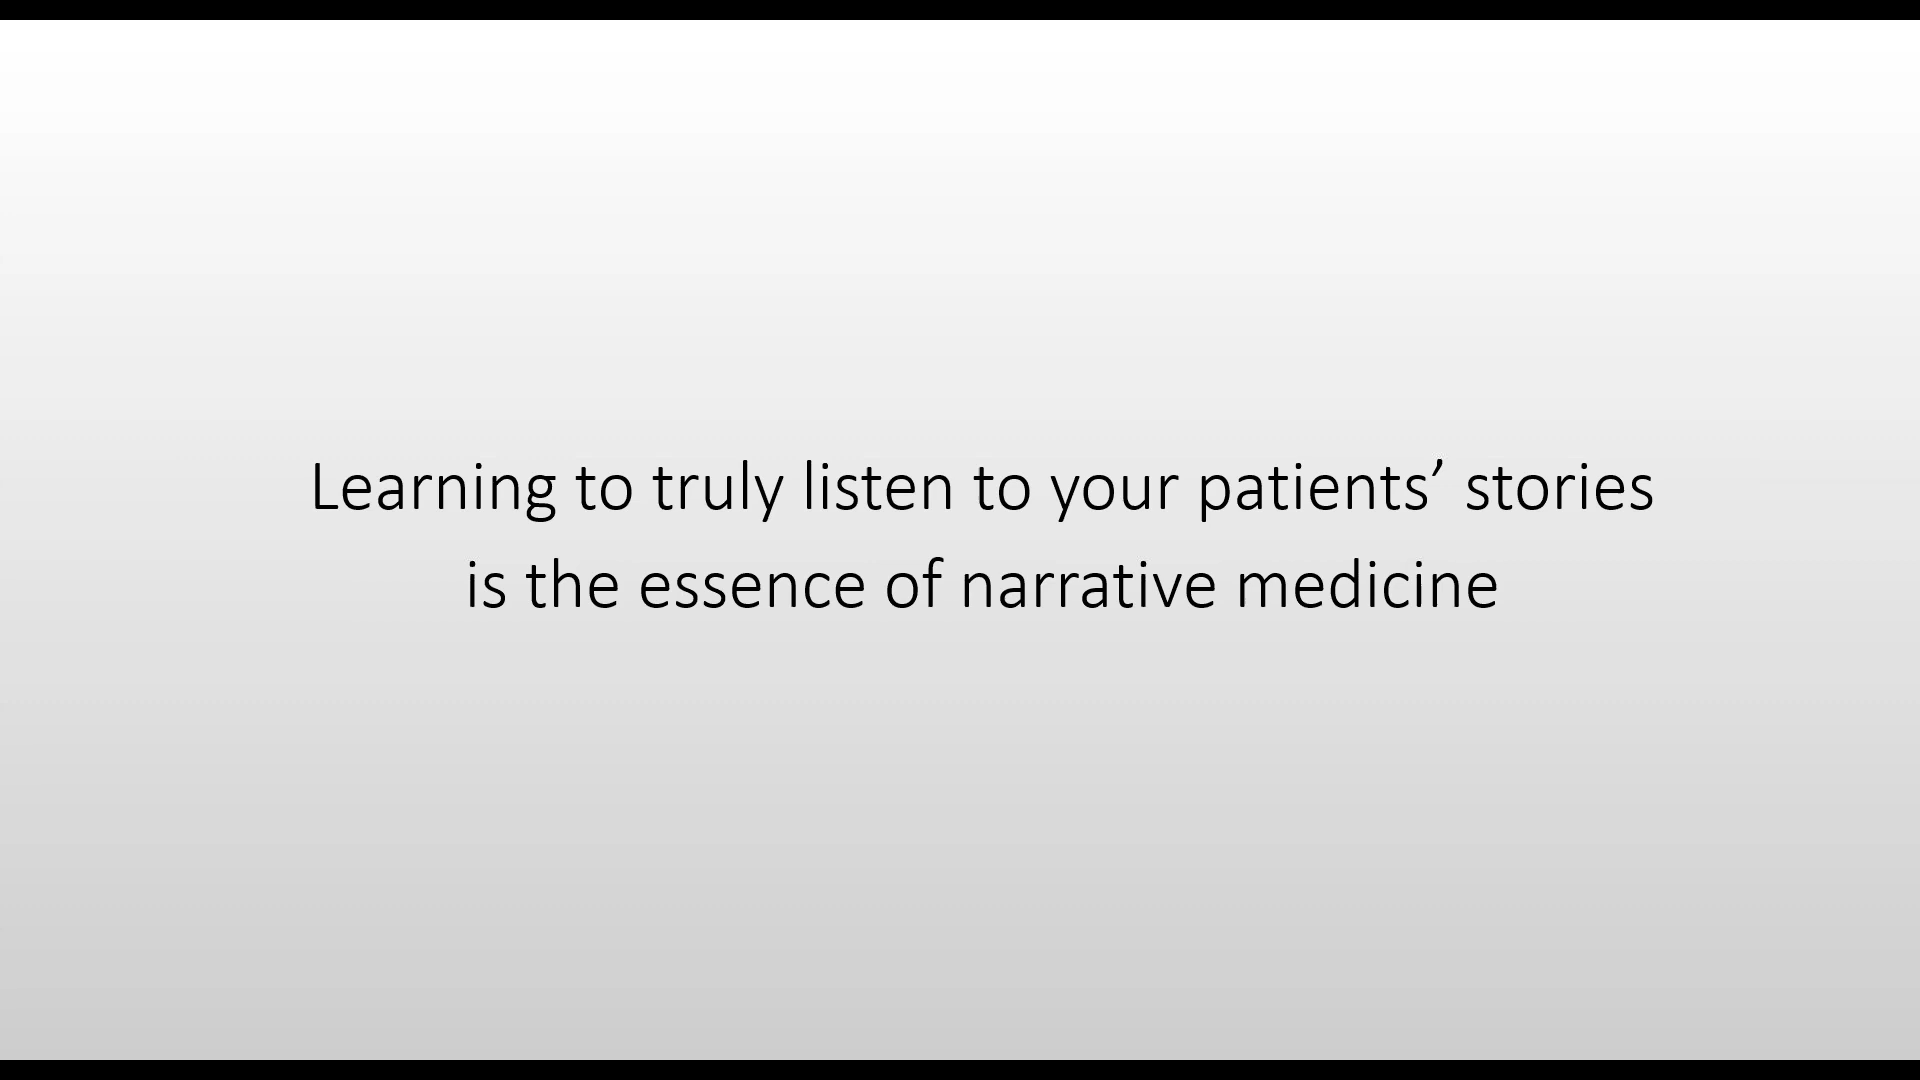 Learning to truly listen to your patients’ stories
is the essence of narrative medicine